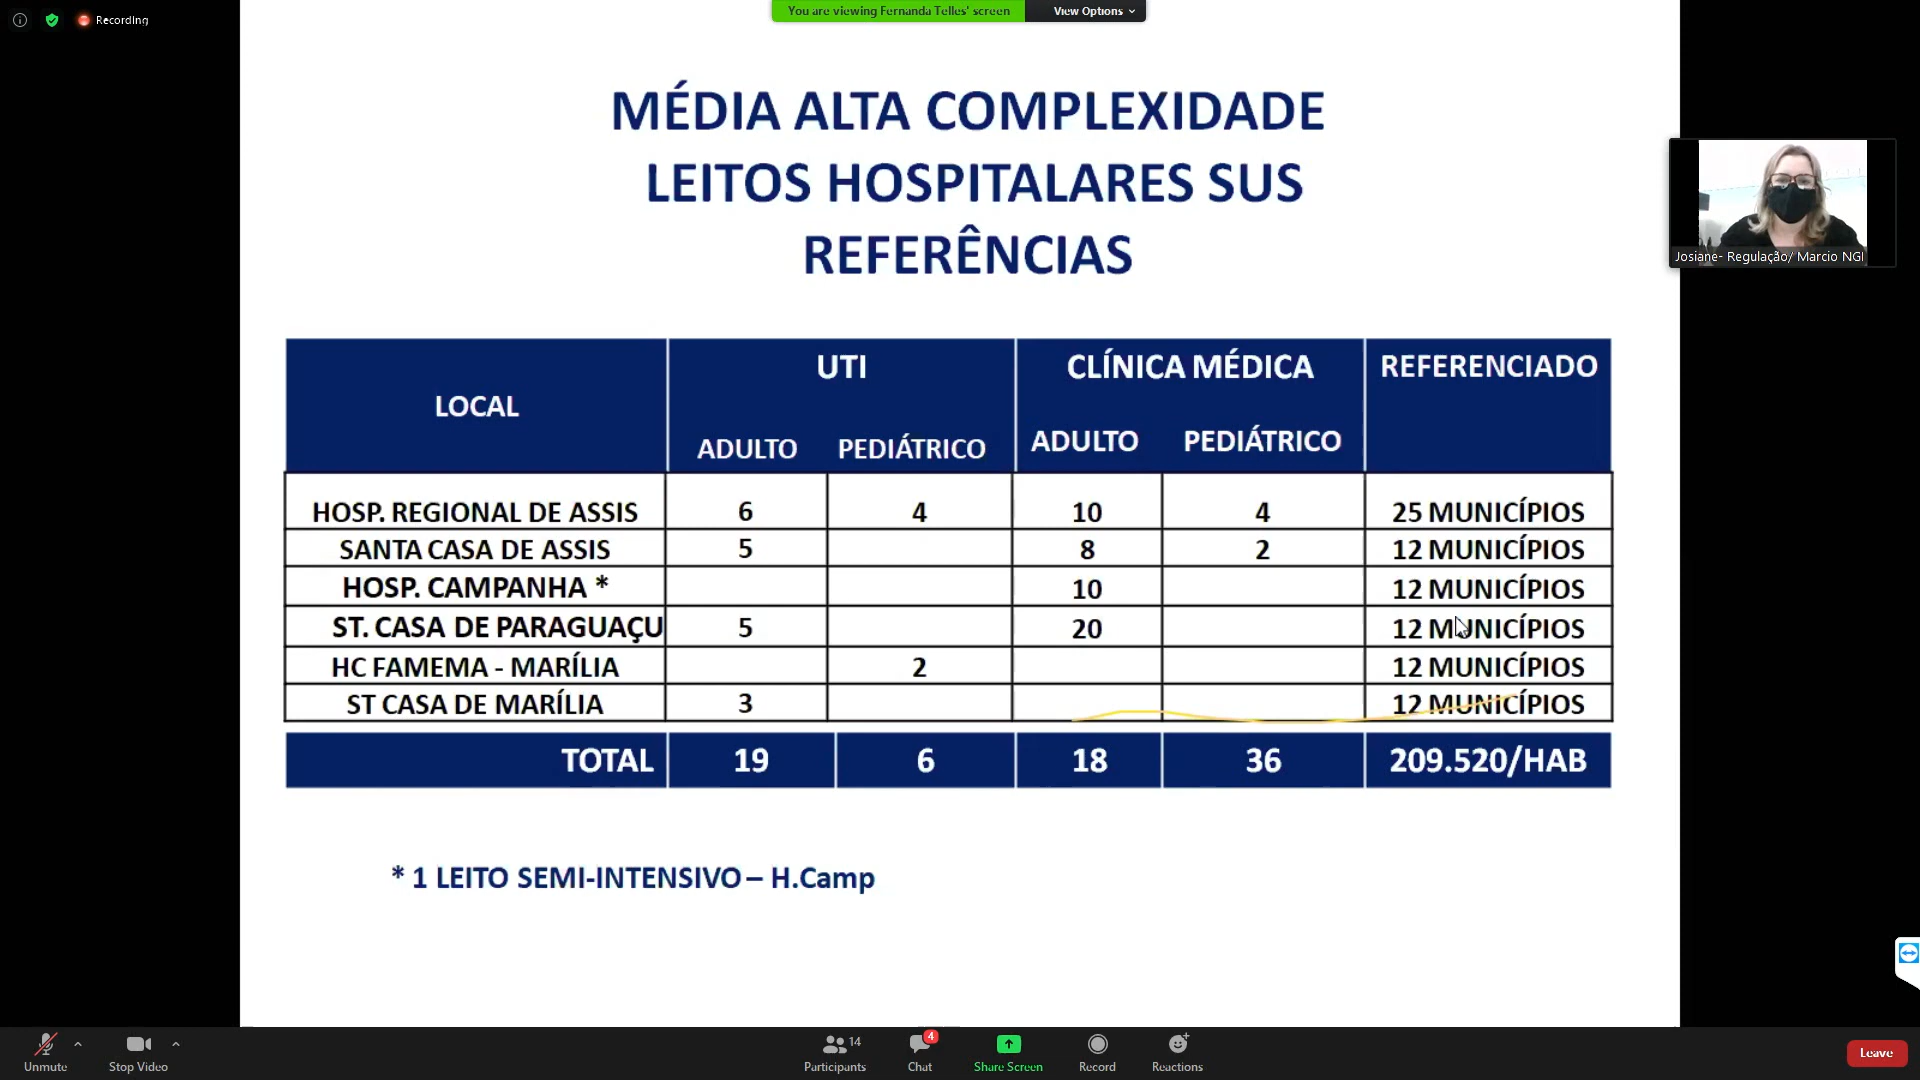 Recording
You are viewing Fernanda Telles' screen
View Options
MÉDIA ALTA COMPLEXIDADE
LEITOS HOSPITALARES SUS
REFERÊNCIAS
Josiane- Regulação/ Marcio NGI
LOCAL UTI CLÍNICA MÉDICA REFERENCIADO
ADULTO PEDIÁTRICO ADULTO PEDIÁTRICO
HOSP. REGIONAL DE ASSIS 6 4 10 4 25 MUNICÍPIOS
SANTA CASA DE ASSIS 5 8 2 12 MUNICÍPIOS
HOSP. CAMPANHA * 10 12 MUNICÍPIOS
ST. CASA DE PARAGUAÇU 5 20 12 MUNICÍPIOS
HC FAMEMA - MARÍLIA 2 12 MUNICÍPIOS
ST CASA DE MARÍLIA 3 12 MUNICÍPIOS
TOTAL 19 6 18 36 209.520/HAB
* 1 LEITO SEMI-INTENSIVO – H.Camp
Unmute
Stop Video
14
Participants
4
Chat
Share Screen
Record
Reactions
Leave